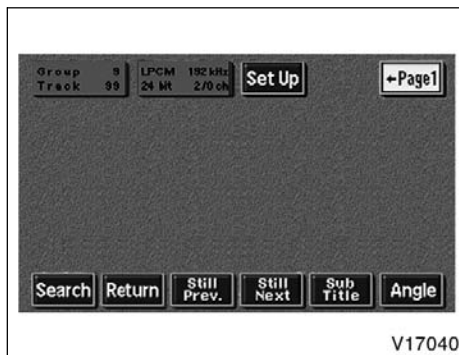 Group 9
Track 99
LPCM 192 kHz
24 bit 2/0 ch
Set Up
←Page1
Search
Return
Still
Prev.
Still
Next
Sub
Title
Angle
V17040